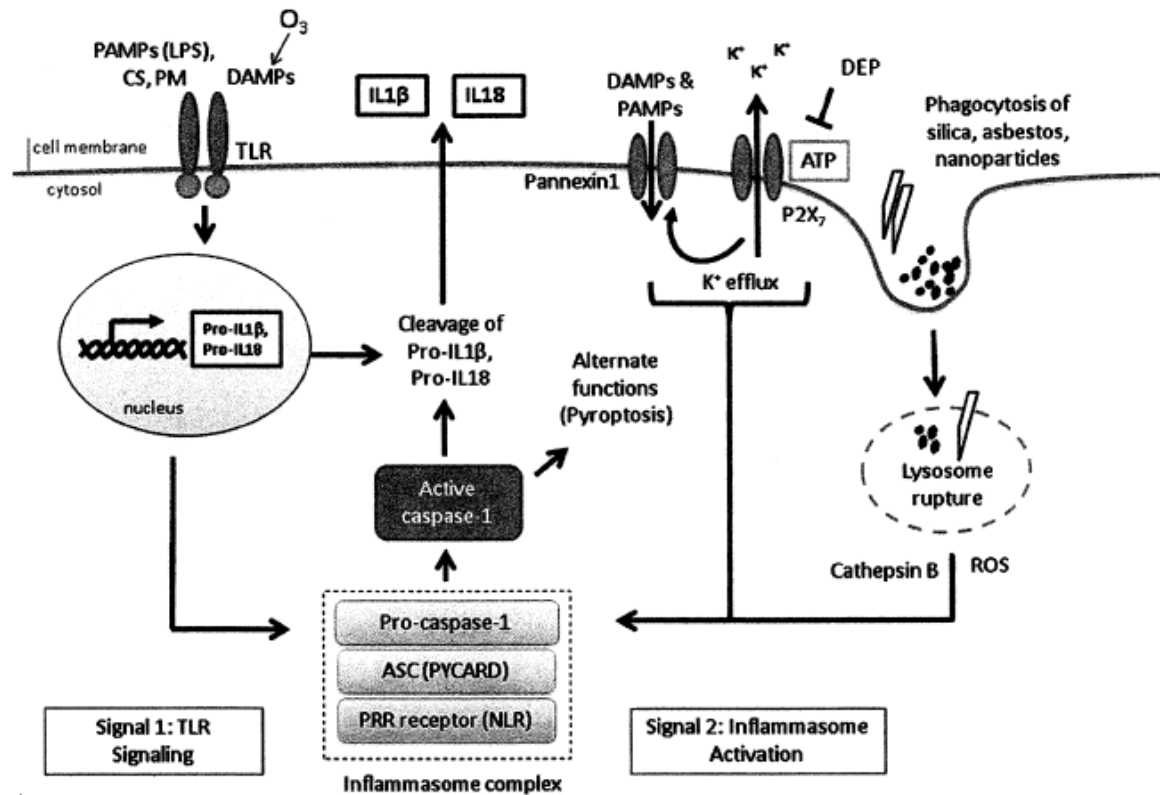 O₃
PAMPs (LPS),
CS, PM
DAMPs
TLR
cell membrane
cytosol
IL1β
IL18
DAMPs &
PAMPs
Pannexin1
K⁺
K⁺
K⁺
DEP
ATP
P2X₇
K⁺ efflux
Phagocytosis of
silica, asbestos,
nanoparticles
Pro-IL1β,
Pro-IL18
nucleus
Cleavage of
Pro-IL1β,
Pro-IL18
Alternate
functions
(Pyroptosis)
Active
caspase-1
Lysosome
rupture
Cathepsin B
ROS
Pro-caspase-1
ASC (PYCARD)
PRR receptor (NLR)
Inflammasome complex
Signal 1: TLR
Signaling
Signal 2: Inflammasome
Activation